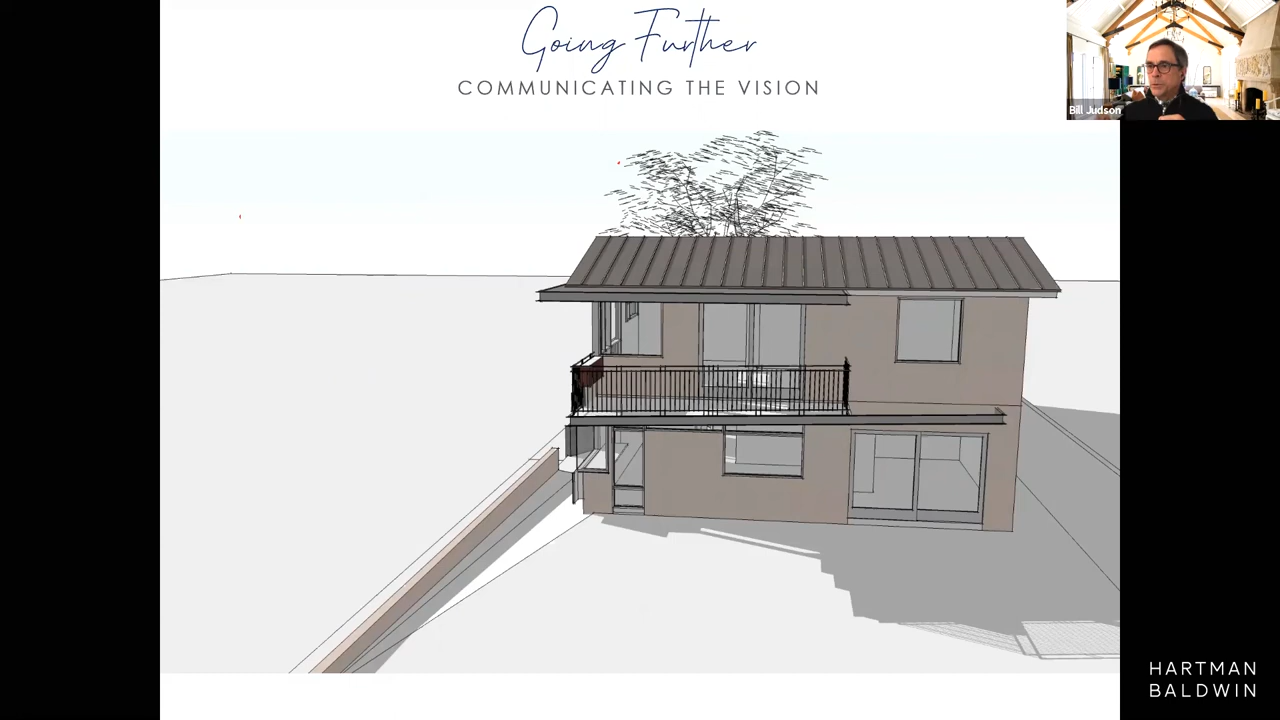 Going Further
COMMUNICATING THE VISION
Bill Judson
HARTMAN
BALDWIN